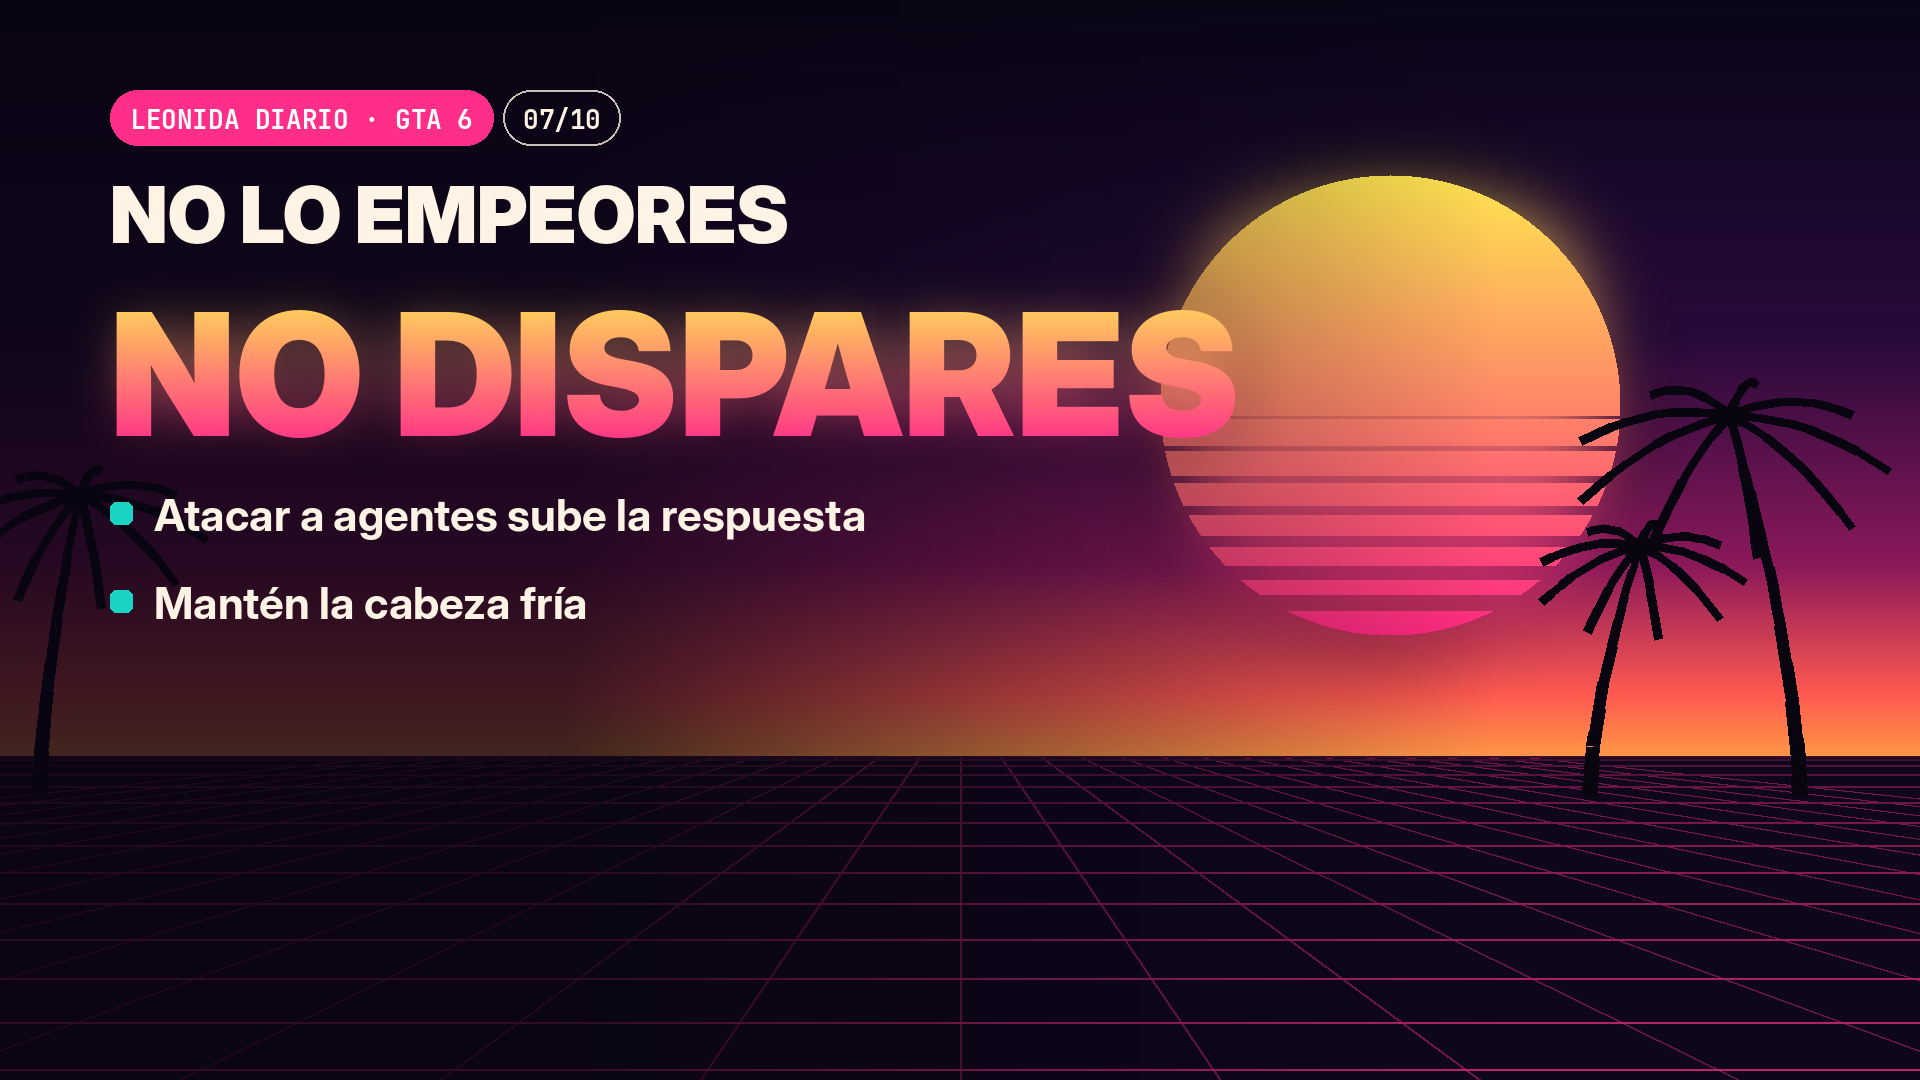 LEONIDA DIARIO · GTA 6
07/10
NO LO EMPEORES
NO DISPARES
Atacar a agentes sube la respuesta
Mantén la cabeza fría